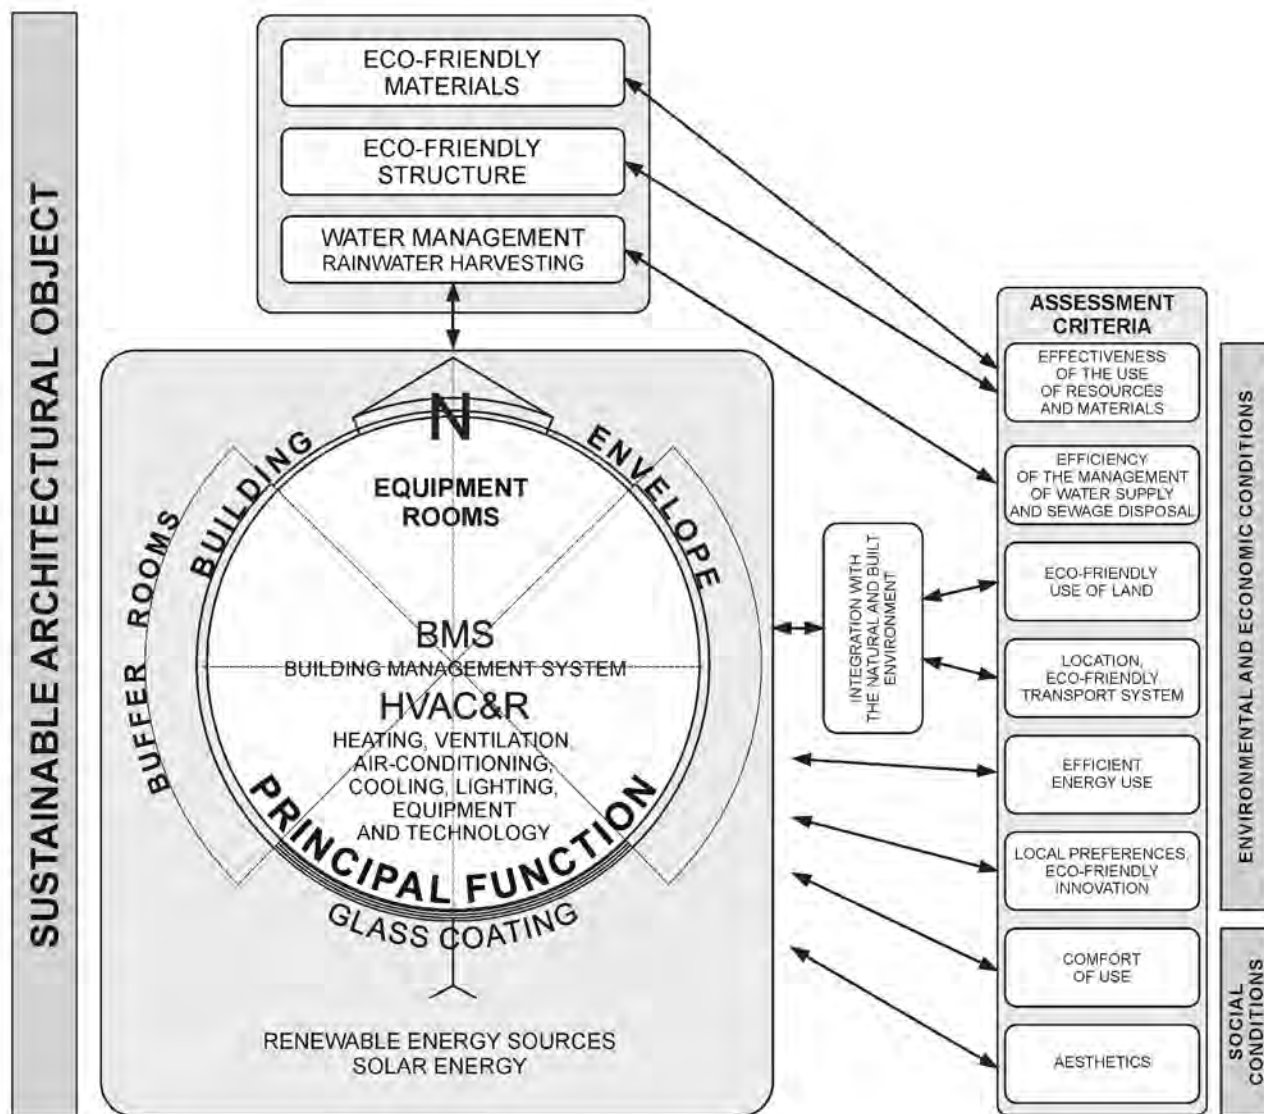 SUSTAINABLE ARCHITECTURAL OBJECT
ECO-FRIENDLY
MATERIALS
ECO-FRIENDLY
STRUCTURE
WATER MANAGEMENT
RAINWATER HARVESTING
N
BUILDING ENVELOPE
BUFFER ROOMS
EQUIPMENT
ROOMS
BMS
BUILDING MANAGEMENT SYSTEM
HVAC&R
HEATING, VENTILATION,
AIR-CONDITIONING,
COOLING, LIGHTING,
EQUIPMENT
AND TECHNOLOGY
PRINCIPAL FUNCTION
GLASS COATING
RENEWABLE ENERGY SOURCES
SOLAR ENERGY
INTEGRATION WITH
THE NATURAL AND BUILT
ENVIRONMENT
ASSESSMENT
CRITERIA
EFFECTIVENESS
OF THE USE
OF RESOURCES
AND MATERIALS
EFFICIENCY
OF THE MANAGEMENT
OF WATER SUPPLY
AND SEWAGE DISPOSAL
ECO-FRIENDLY
USE OF LAND
LOCATION,
ECO-FRIENDLY
TRANSPORT SYSTEM
EFFICIENT
ENERGY USE
LOCAL PREFERENCES,
ECO-FRIENDLY
INNOVATION
COMFORT
OF USE
AESTHETICS
ENVIRONMENTAL AND ECONOMIC CONDITIONS
SOCIAL
CONDITIONS